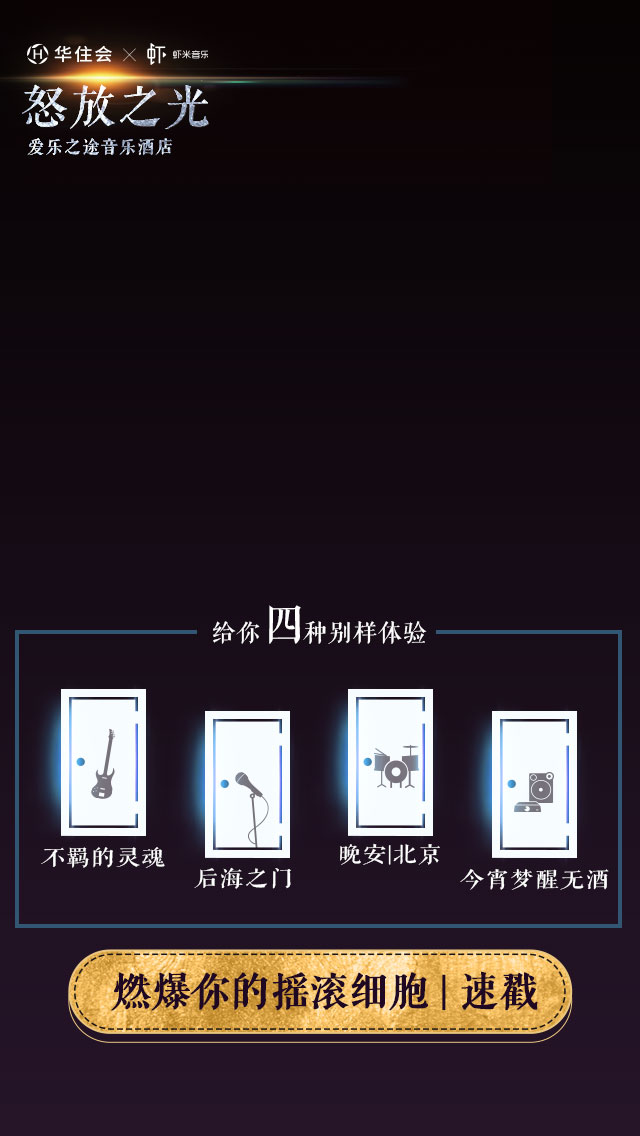 华住会 × 虾 虾米音乐
怒放之光
爱乐之途音乐酒店
给你四种别样体验
不羁的灵魂
后海之门
晚安|北京
今宵梦醒无酒
燃爆你的摇滚细胞 | 速戳